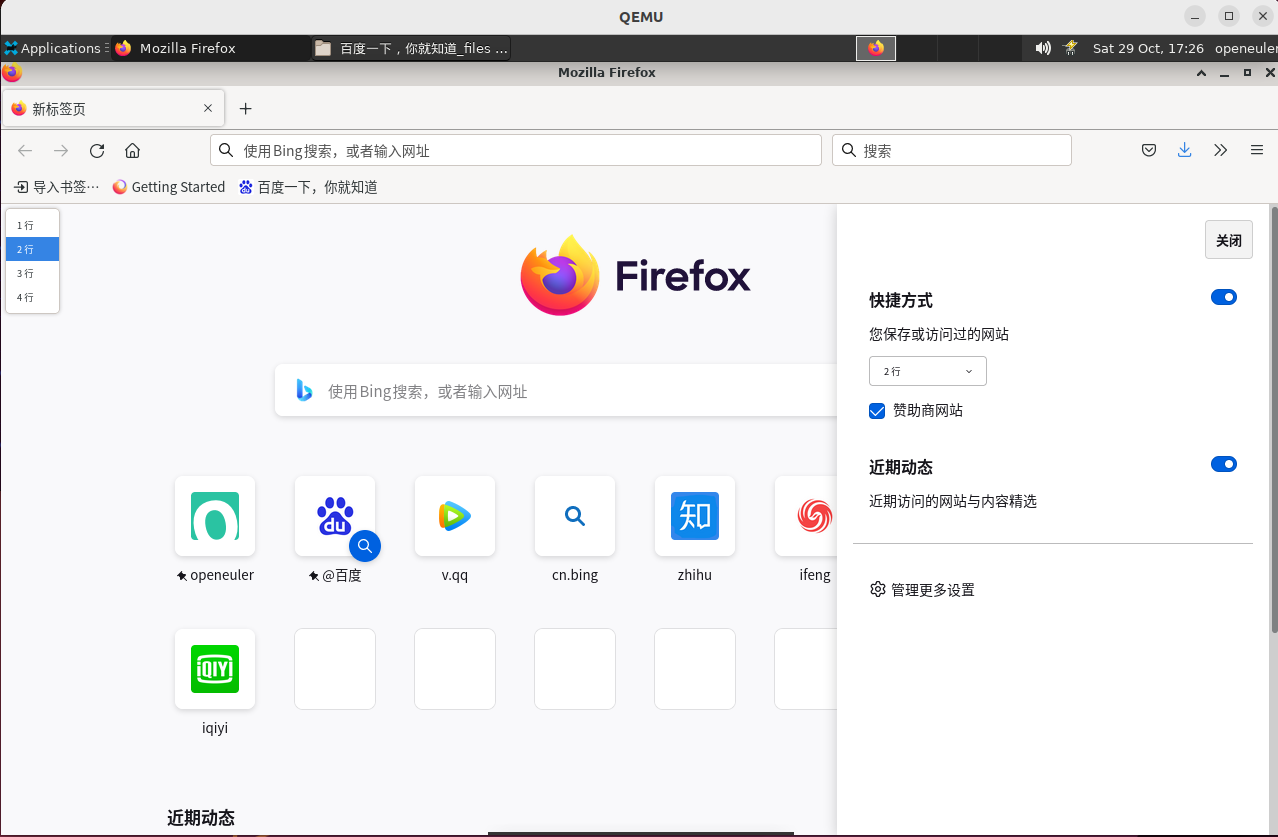 QEMU
Applications
Mozilla Firefox
百度一下，你就知道_files ...
Sat 29 Oct, 17:26
openeuler
Mozilla Firefox
新标签页
使用Bing搜索，或者输入网址
搜索
导入书签…
Getting Started
百度一下，你就知道
1 行
2 行
3 行
4 行
Firefox
使用Bing搜索，或者输入网址
关闭
快捷方式
您保存或访问过的网站
2 行
赞助商网站
近期动态
近期访问的网站与内容精选
管理更多设置
du
知
openeuler
@百度
v.qq
cn.bing
zhihu
ifeng
iQIYI
iqiyi
近期动态